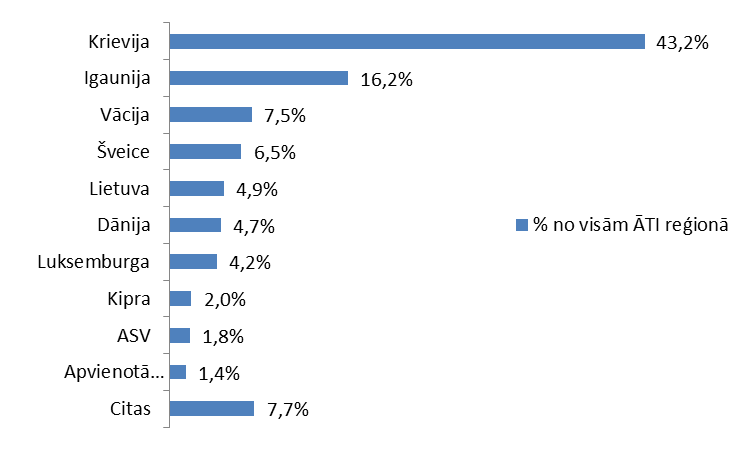 Krievija 43,2%
Igaunija 16,2%
Vācija 7,5%
Šveice 6,5%
Lietuva 4,9%
Dānija 4,7%
% no visām ĀTI reģionā
Luksemburga 4,2%
Kipra 2,0%
ASV 1,8%
Apvienotā... 1,4%
Citas 7,7%